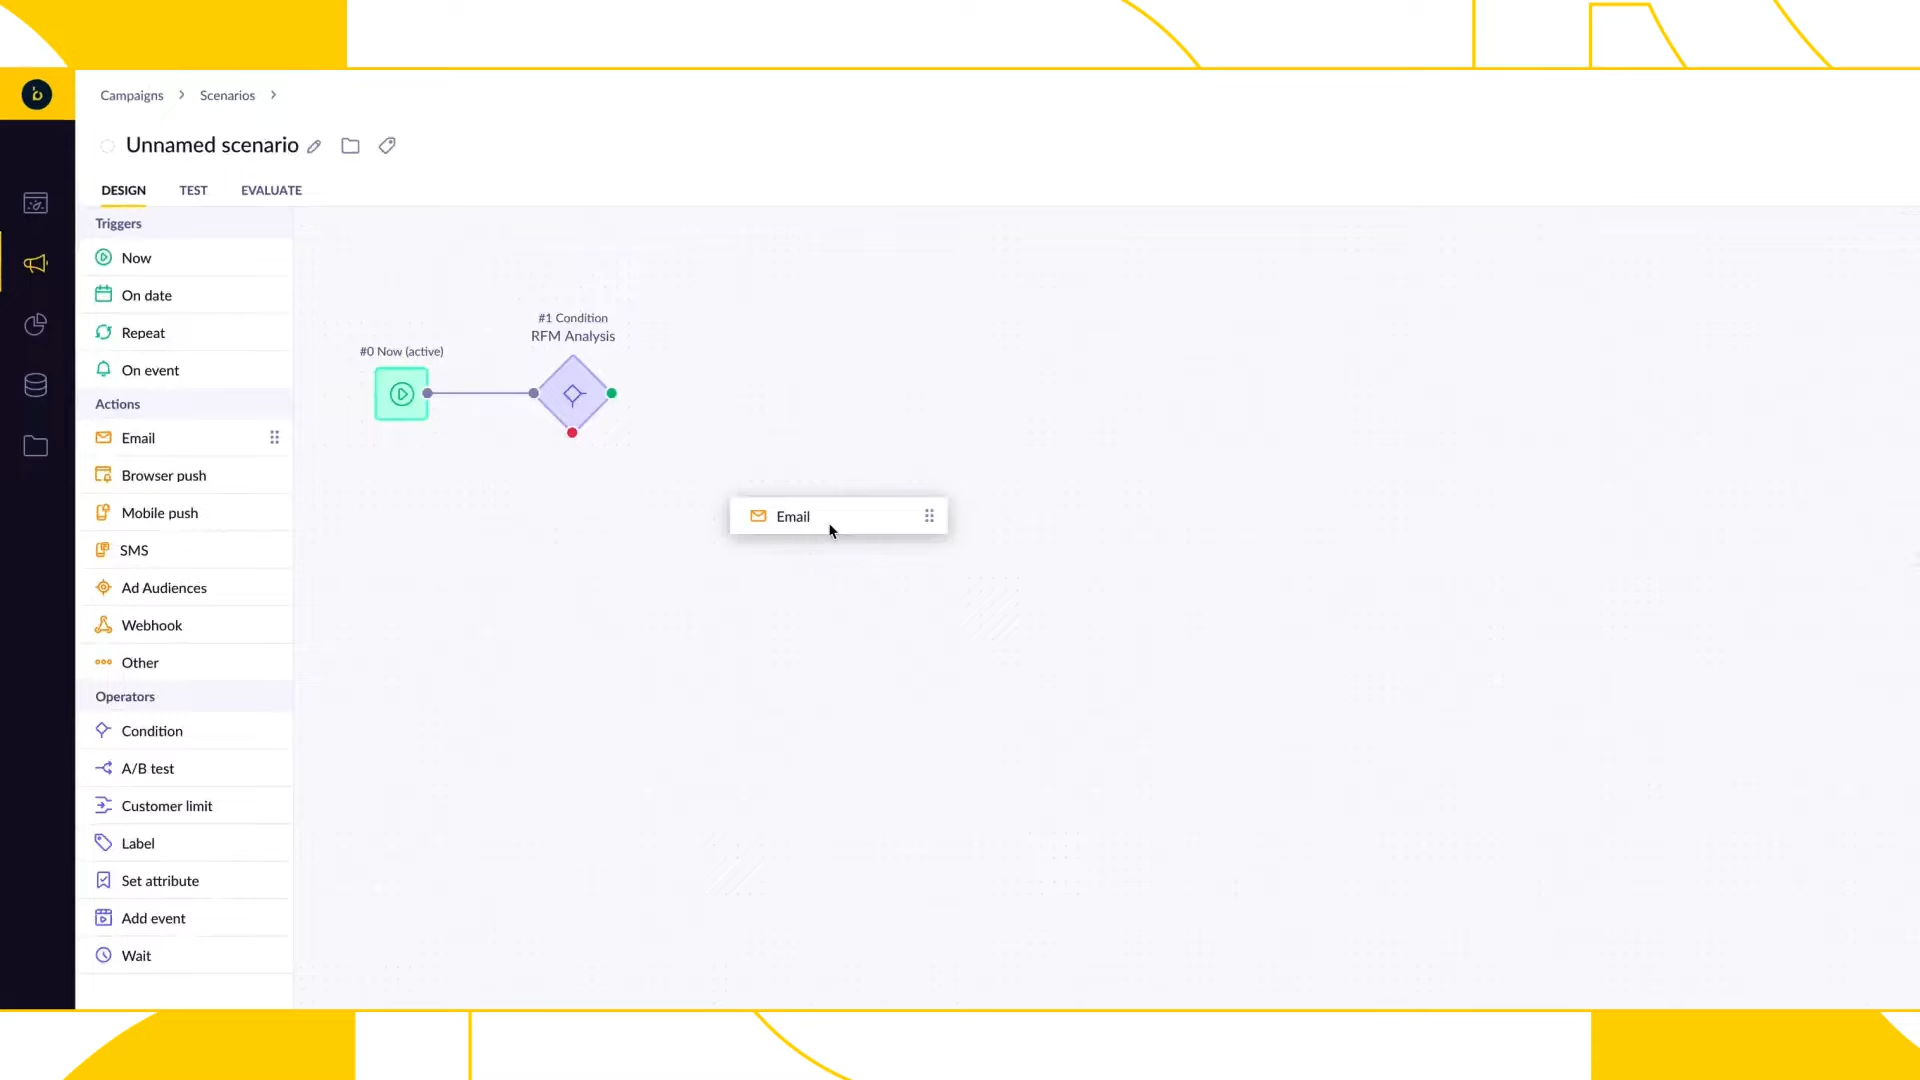 Campaigns
Scenarios
Unnamed scenario
DESIGN
TEST
EVALUATE
Triggers
Now
On date
Repeat
On event
Actions
Email
Browser push
Mobile push
SMS
Ad Audiences
Webhook
Other
Operators
Condition
A/B test
Customer limit
Label
Set attribute
Add event
Wait
#0 Now (active)
#1 Condition
RFM Analysis
Email